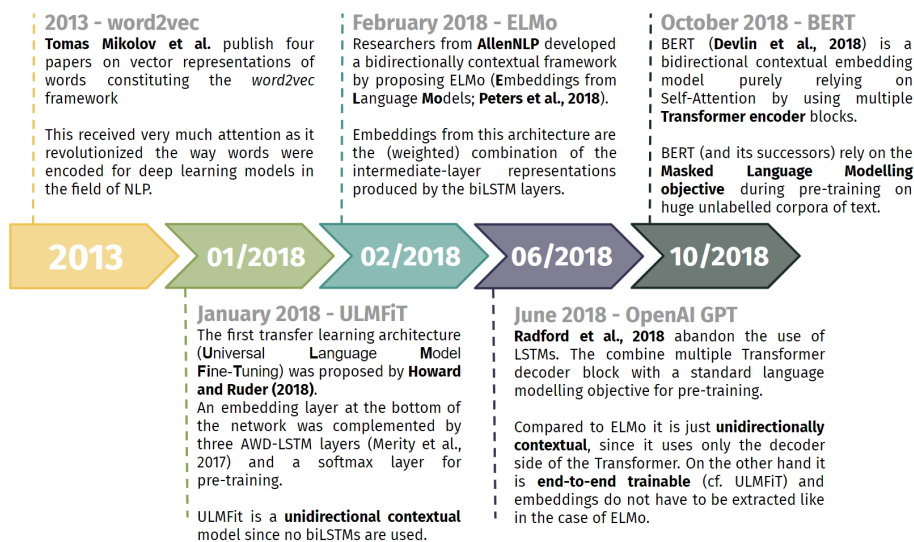 2013 - word2vec
Tomas Mikolov et al. publish four
papers on vector representations of
words constituting the word2vec
framework
This received very much attention as it
revolutionized the way words were
encoded for deep learning models in
the field of NLP.
February 2018 - ELMo
Researchers from AllenNLP developed
a bidirectionally contextual framework
by proposing ELMo (Embeddings from
Language Models; Peters et al., 2018).
Embeddings from this architecture are
the (weighted) combination of the
intermediate-layer representations
produced by the biLSTM layers.
October 2018 - BERT
BERT (Devlin et al., 2018) is a
bidirectional contextual embedding
model purely relying on
Self-Attention by using multiple
Transformer encoder blocks.
BERT (and its successors) rely on the
Masked Language Modelling
objective during pre-training on
huge unlabelled corpora of text.
2013
01/2018
02/2018
06/2018
10/2018
January 2018 - ULMFiT
The first transfer learning architecture
(Universal Language Model
Fine-Tuning) was proposed by Howard
and Ruder (2018).
An embedding layer at the bottom of
the network was complemented by
three AWD-LSTM layers (Merity et al.,
2017) and a softmax layer for
pre-training.
ULMFit is a unidirectional contextual
model since no biLSTMs are used.
June 2018 - OpenAI GPT
Radford et al., 2018 abandon the use of
LSTMs. The combine multiple Transformer
decoder block with a standard language
modelling objective for pre-training.
Compared to ELMo it is just unidirectionally
contextual, since it uses only the decoder
side of the Transformer. On the other hand it
is end-to-end trainable (cf. ULMFiT) and
embeddings do not have to be extracted like
in the case of ELMo.